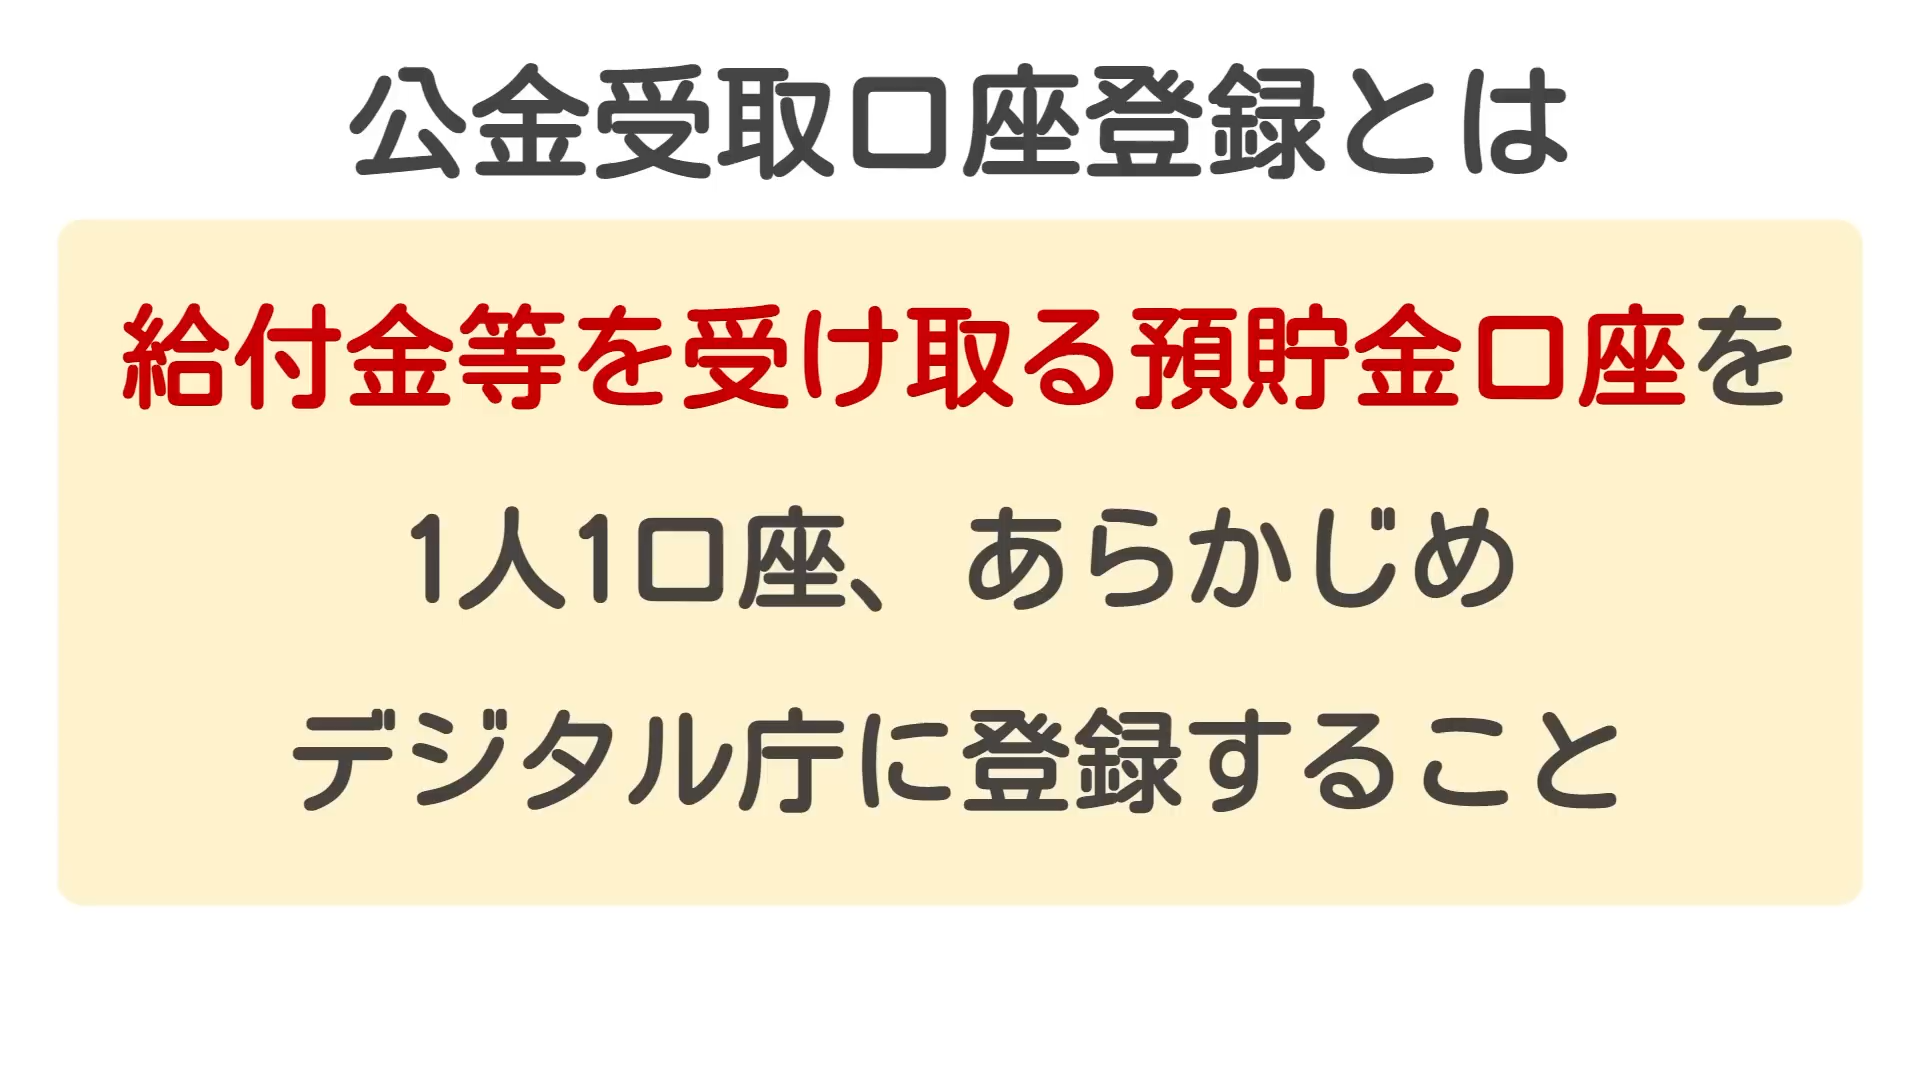 公金受取口座登録とは
給付金等を受け取る預貯金口座を
1人1口座、あらかじめ
デジタル庁に登録すること